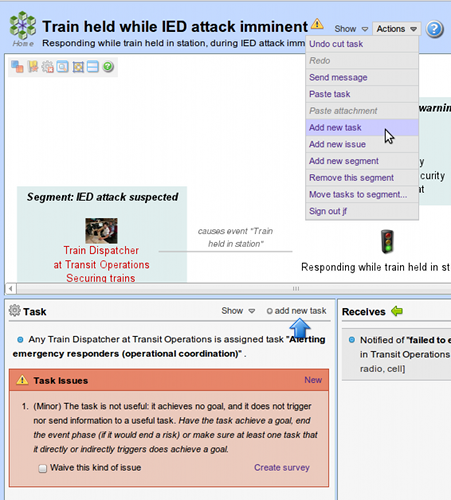 Train held while IED attack imminent
Show
Actions
Home
Responding while train held in station, during IED attack imm
Undo cut task
Redo
Send message
Paste task
Paste attachment
Add new task
Add new issue
Add new segment
Remove this segment
Move tasks to segment...
Sign out jf
warnin
y
curity
at
Segment: IED attack suspected
Train Dispatcher
at Transit Operations
Securing trains
causes event "Train
held in station"
Responding while train held in st
Task
Show
add new task
Any Train Dispatcher at Transit Operations is assigned task "Alerting
emergency responders (operational coordination)" .
Task Issues
New
1. (Minor) The task is not useful: it achieves no goal, and it does not trigger
nor send information to a useful task. Have the task achieve a goal, end
the event phase (if it would end a risk) or make sure at least one task that
it directly or indirectly triggers does achieve a goal.
Waive this kind of issue
Create survey
Receives
Notified of "failed to e
in Transit Operations
radio, cell]